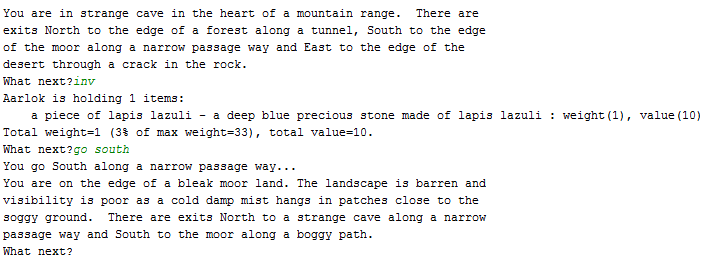 You are in strange cave in the heart of a mountain range.  There are
exits North to the edge of a forest along a tunnel, South to the edge
of the moor along a narrow passage way and East to the edge of the
desert through a crack in the rock.
What next?inv
Aarlok is holding 1 items:
    a piece of lapis lazuli - a deep blue precious stone made of lapis lazuli : weight(1), value(10)
Total weight=1 (3% of max weight=33), total value=10.
What next?go south
You go South along a narrow passage way...
You are on the edge of a bleak moor land. The landscape is barren and
visibility is poor as a cold damp mist hangs in patches close to the
soggy ground.  There are exits North to a strange cave along a narrow
passage way and South to the moor along a boggy path.
What next?